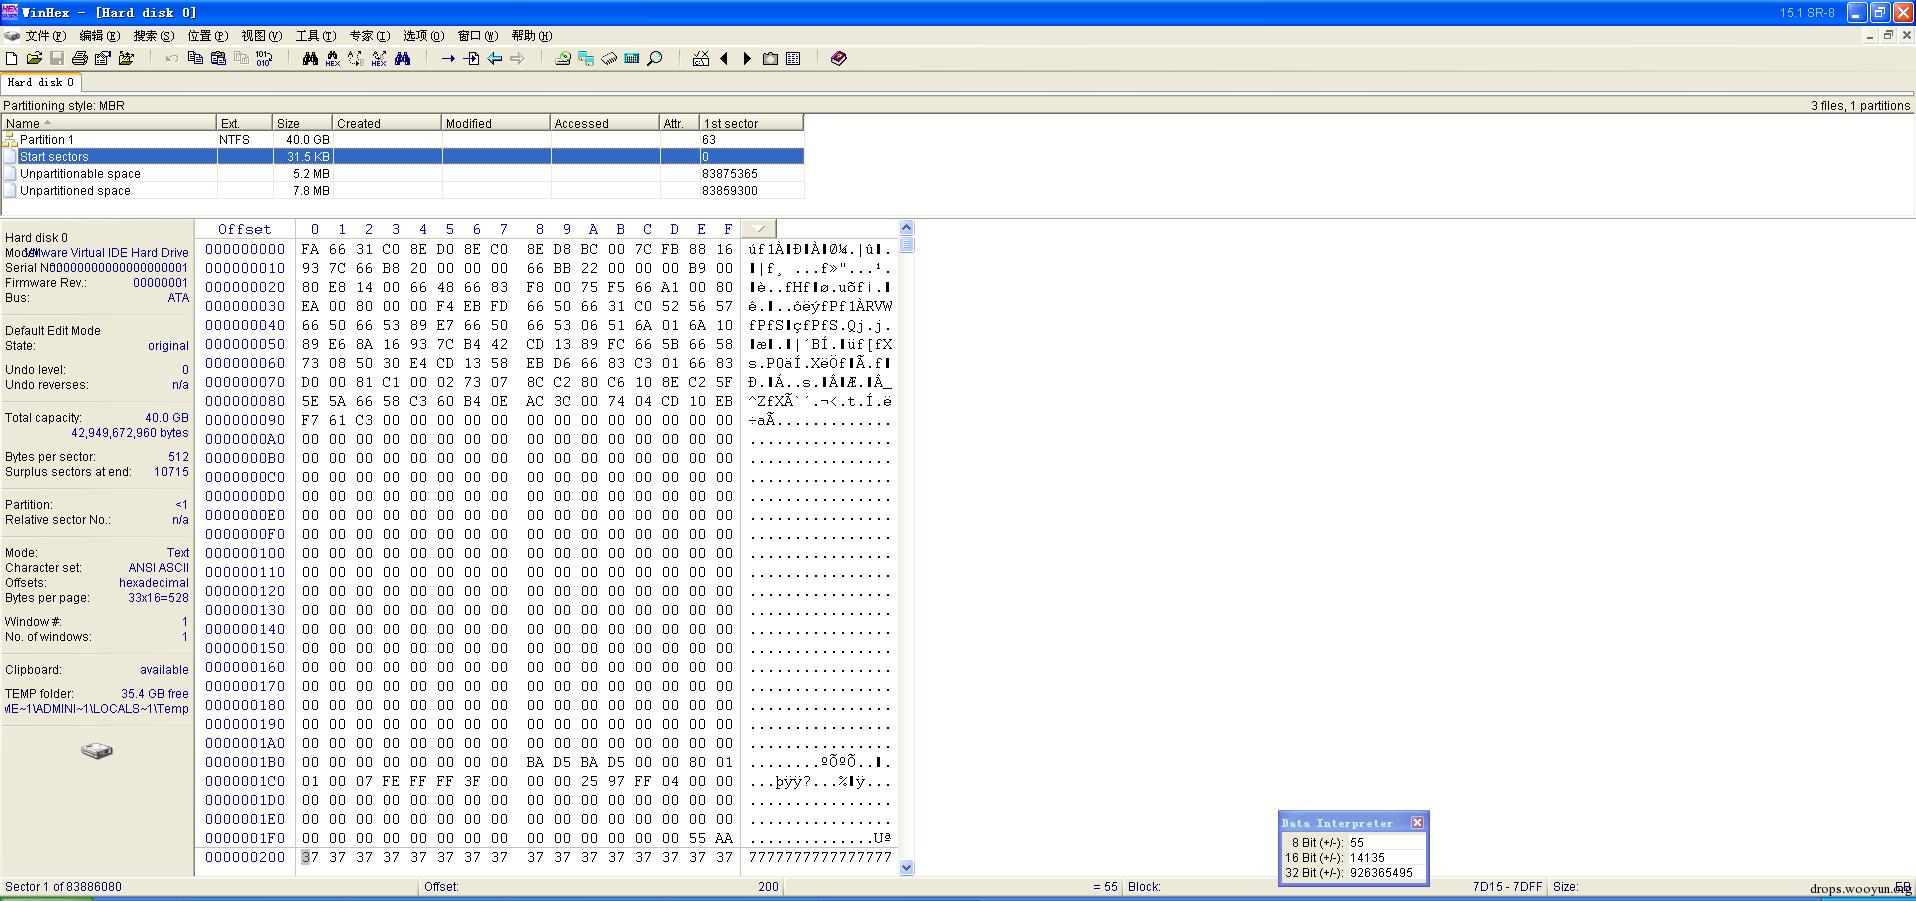 WinHex - [Hard disk 0]
15.1 SR-8
文件(F) 编辑(E) 搜索(S) 位置(P) 视图(V) 工具(T) 专家(I) 选项(O) 窗口(W) 帮助(H)
Hard disk 0
Partitioning style: MBR
3 files, 1 partitions
Name Ext. Size Created Modified Accessed Attr. 1st sector
Partition 1 NTFS 40.0 GB 63
Start sectors 31.5 KB 0
Unpartitionable space 5.2 MB 83875365
Unpartitioned space 7.8 MB 83859300
Hard disk 0
VMware Virtual IDE Hard Drive
Serial No.: 00000000000000000001
Firmware Rev.: 00000001
Bus: ATA
Default Edit Mode
State: original
Undo level: 0
Undo reverses: n/a
Total capacity: 40.0 GB
42,949,672,960 bytes
Bytes per sector: 512
Surplus sectors at end: 10715
Partition: <1
Relative sector No.: n/a
Mode: Text
Character set: ANSI ASCII
Offsets: hexadecimal
Bytes per page: 33x16=528
Window #: 1
No. of windows: 1
Clipboard: available
TEMP folder: 35.4 GB free
ME~1\ADMINI~1\LOCALS~1\Temp
Offset 0 1 2 3 4 5 6 7 8 9 A B C D E F
000000000 FA 66 31 C0 8E D0 8E C0 8E D8 BC 00 7C FB 88 16
000000010 93 7C 66 B8 20 00 00 00 66 BB 22 00 00 00 B9 00
000000020 80 E8 14 00 66 48 66 83 F8 00 75 F5 66 A1 00 80
000000030 EA 00 80 00 00 F4 EB FD 66 50 66 31 C0 52 56 57
000000040 66 50 66 53 89 E7 66 50 66 53 06 51 6A 01 6A 10
000000050 89 E6 8A 16 93 7C B4 42 CD 13 89 FC 66 5B 66 58
000000060 73 08 50 30 E4 CD 13 58 EB D6 66 83 C3 01 66 83
000000070 D0 00 81 C1 00 02 73 07 8C C2 80 C6 10 8E C2 5F
000000080 5E 5A 66 58 C3 60 B4 0E AC 3C 00 74 04 CD 10 EB
000000090 F7 61 C3 00 00 00 00 00 00 00 00 00 00 00 00 00
0000000A0 00 00 00 00 00 00 00 00 00 00 00 00 00 00 00 00
0000000B0 00 00 00 00 00 00 00 00 00 00 00 00 00 00 00 00
0000000C0 00 00 00 00 00 00 00 00 00 00 00 00 00 00 00 00
0000000D0 00 00 00 00 00 00 00 00 00 00 00 00 00 00 00 00
0000000E0 00 00 00 00 00 00 00 00 00 00 00 00 00 00 00 00
0000000F0 00 00 00 00 00 00 00 00 00 00 00 00 00 00 00 00
000000100 00 00 00 00 00 00 00 00 00 00 00 00 00 00 00 00
000000110 00 00 00 00 00 00 00 00 00 00 00 00 00 00 00 00
000000120 00 00 00 00 00 00 00 00 00 00 00 00 00 00 00 00
000000130 00 00 00 00 00 00 00 00 00 00 00 00 00 00 00 00
000000140 00 00 00 00 00 00 00 00 00 00 00 00 00 00 00 00
000000150 00 00 00 00 00 00 00 00 00 00 00 00 00 00 00 00
000000160 00 00 00 00 00 00 00 00 00 00 00 00 00 00 00 00
000000170 00 00 00 00 00 00 00 00 00 00 00 00 00 00 00 00
000000180 00 00 00 00 00 00 00 00 00 00 00 00 00 00 00 00
000000190 00 00 00 00 00 00 00 00 00 00 00 00 00 00 00 00
0000001A0 00 00 00 00 00 00 00 00 00 00 00 00 00 00 00 00
0000001B0 00 00 00 00 00 00 00 00 BA D5 BA D5 00 00 80 01
0000001C0 01 00 07 FE FF FF 3F 00 00 00 25 97 FF 04 00 00
0000001D0 00 00 00 00 00 00 00 00 00 00 00 00 00 00 00 00
0000001E0 00 00 00 00 00 00 00 00 00 00 00 00 00 00 00 00
0000001F0 00 00 00 00 00 00 00 00 00 00 00 00 00 00 55 AA
000000200 37 37 37 37 37 37 37 37 37 37 37 37 37 37 37 37 7777777777777777
Data Interpreter
8 Bit (+/-): 55
16 Bit (+/-): 14135
32 Bit (+/-): 926365495
Sector 1 of 83886080 Offset: 200 = 55 Block: 7D15 - 7DFF Size:
drops.wooyun.org